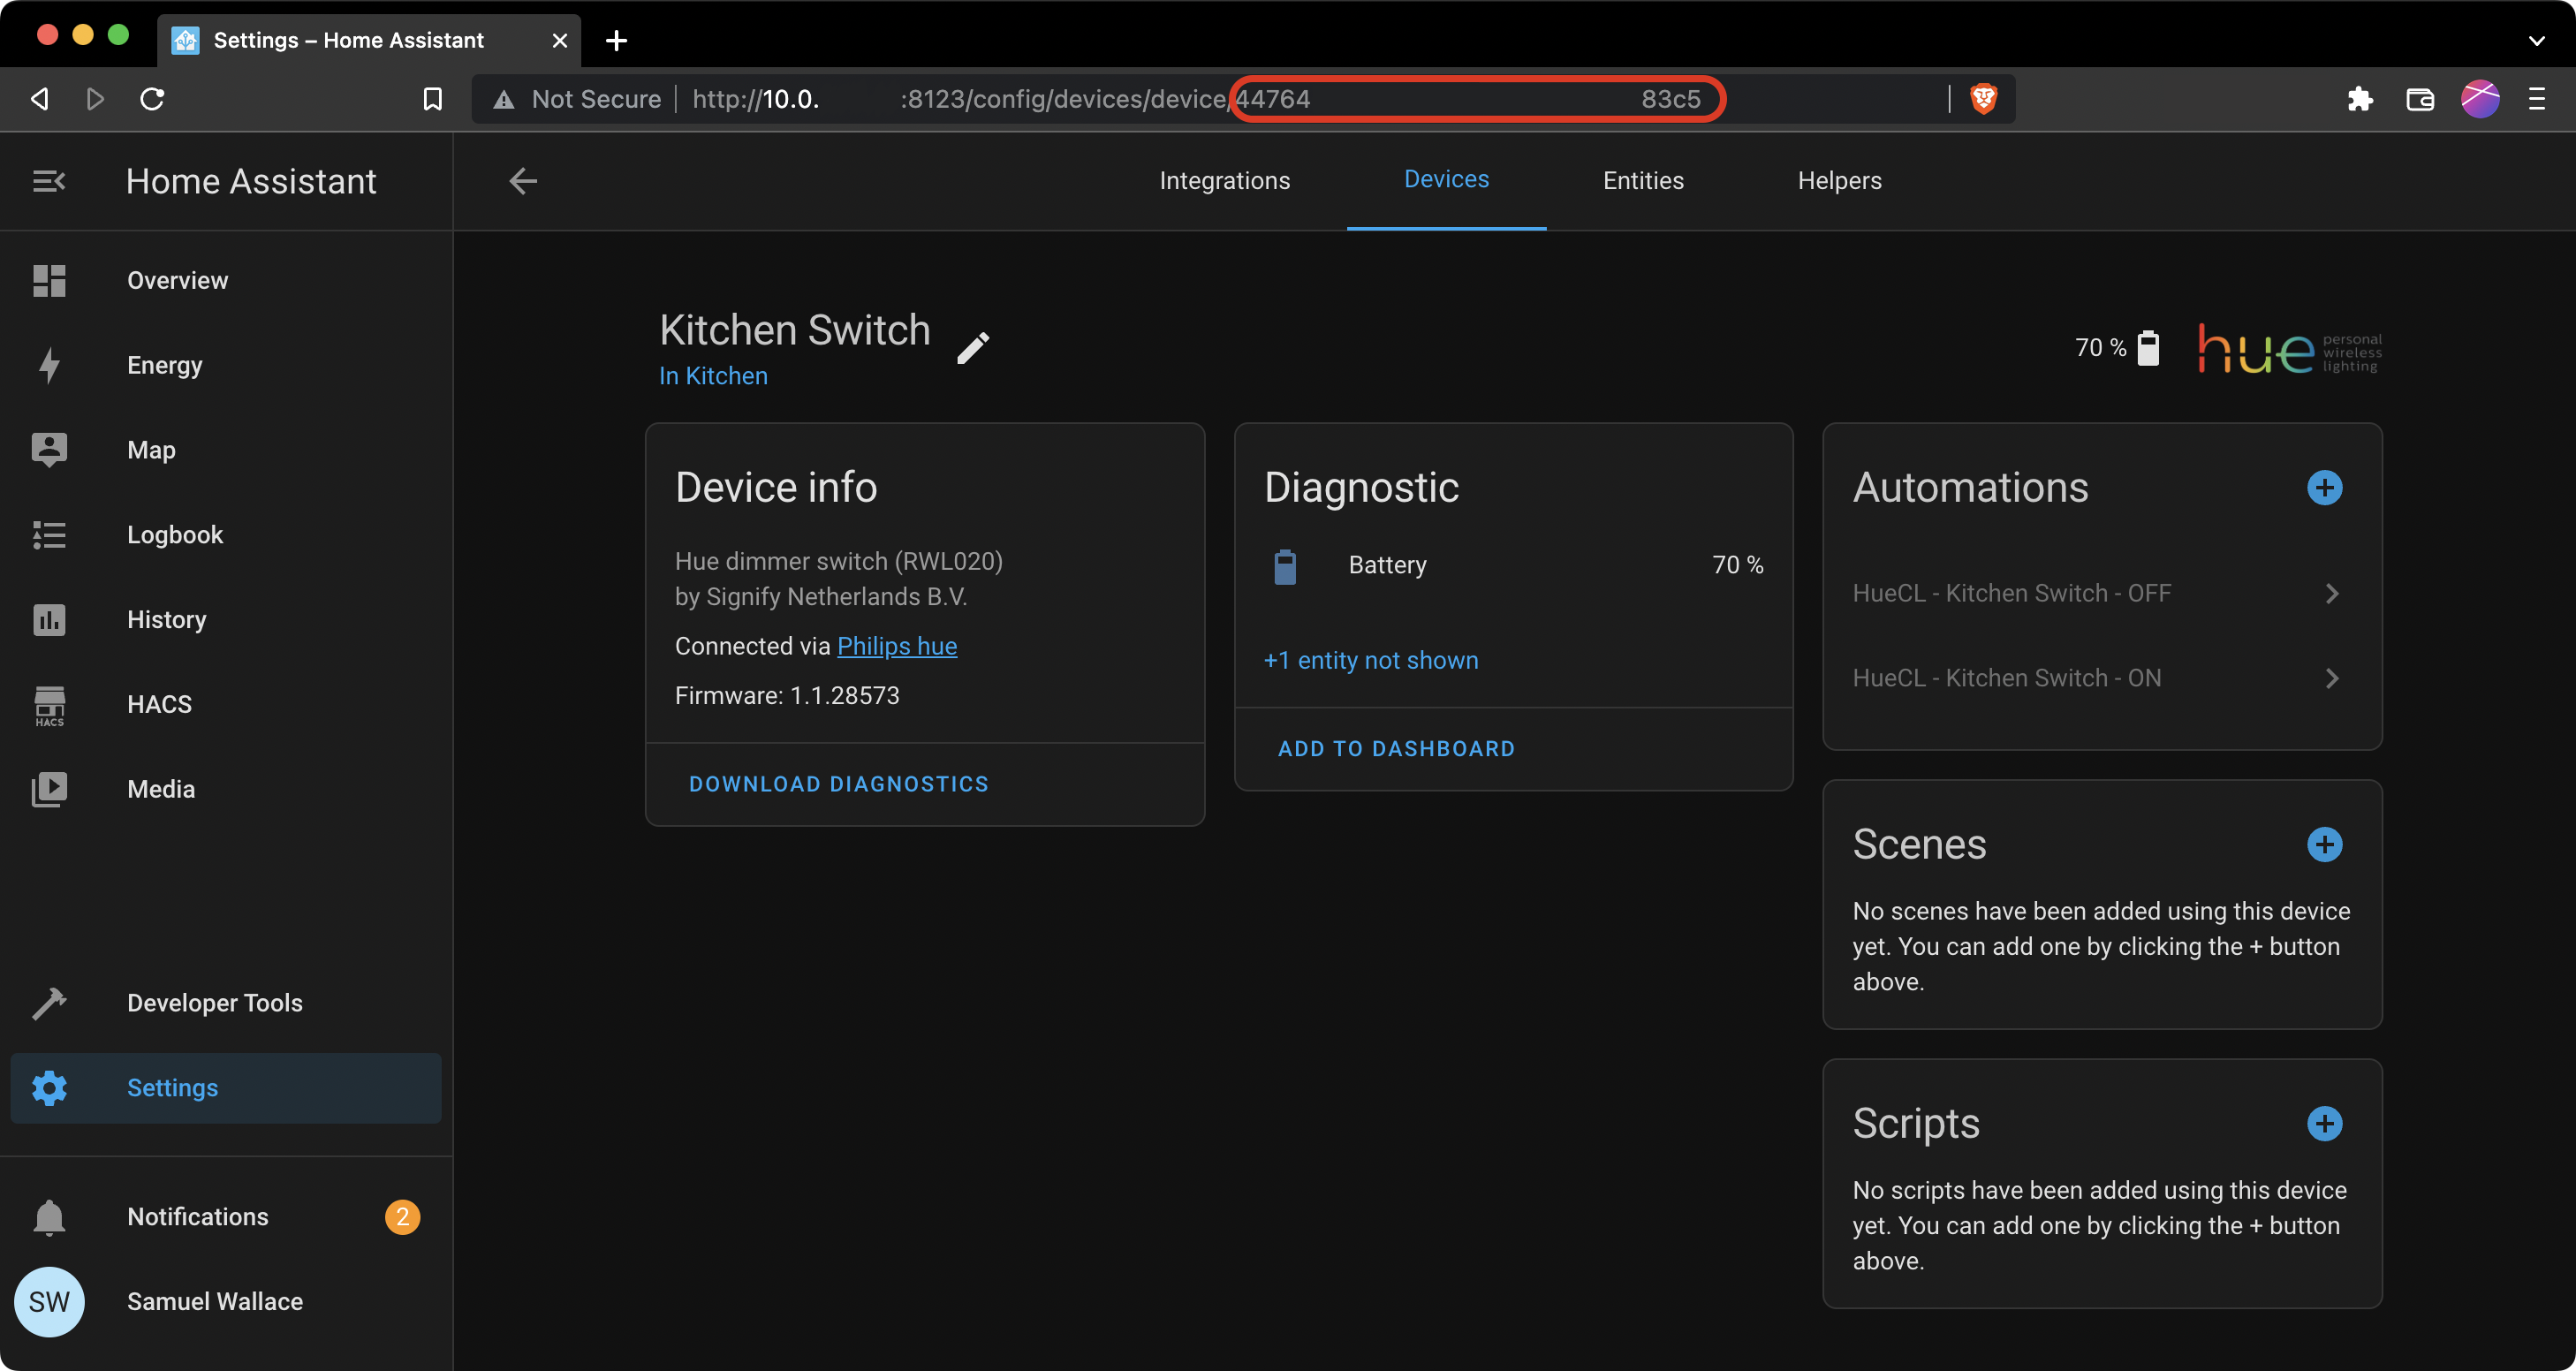 Settings – Home Assistant
Not Secure http://10.0. :8123/config/devices/device/44764 83c5
Home Assistant
Integrations Devices Entities Helpers
Overview
Energy
Map
Logbook
History
HACS
HACS
Media
Developer Tools
Settings
Notifications 2
SW Samuel Wallace
Kitchen Switch
In Kitchen
70 %
hue personal
wireless
lighting
Device info
Hue dimmer switch (RWL020)
by Signify Netherlands B.V.
Connected via Philips hue
Firmware: 1.1.28573
DOWNLOAD DIAGNOSTICS
Diagnostic
Battery 70 %
+1 entity not shown
ADD TO DASHBOARD
Automations
HueCL - Kitchen Switch - OFF
HueCL - Kitchen Switch - ON
Scenes
No scenes have been added using this device
yet. You can add one by clicking the + button
above.
Scripts
No scripts have been added using this device
yet. You can add one by clicking the + button
above.